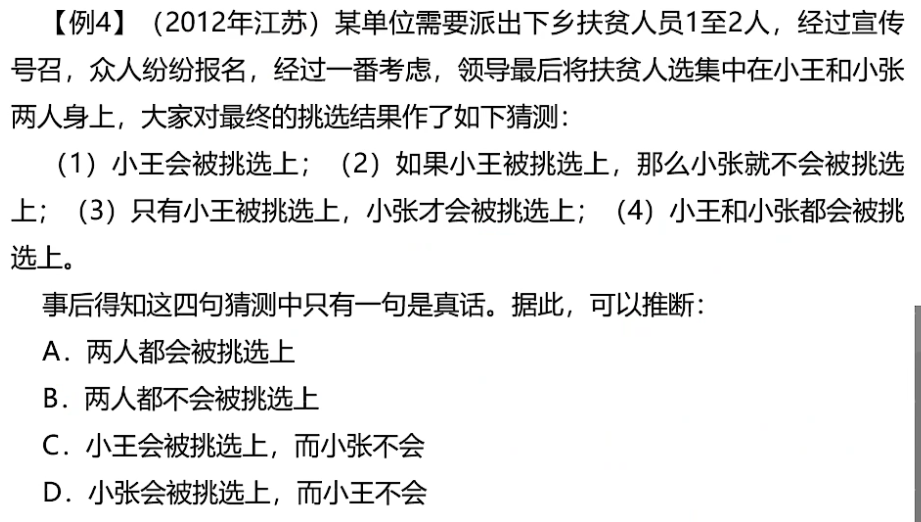 【例4】（2012年江苏）某单位需要派出下乡扶贫人员1至2人，经过宣传
号召，众人纷纷报名，经过一番考虑，领导最后将扶贫人选集中在小王和小张
两人身上，大家对最终的挑选结果作了如下猜测：
（1）小王会被挑选上；（2）如果小王被挑选上，那么小张就不会被挑选
上；（3）只有小王被挑选上，小张才会被挑选上；（4）小王和小张都会被挑
选上。
事后得知这四句猜测中只有一句是真话。据此，可以推断：
A．两人都会被挑选上
B．两人都不会被挑选上
C．小王会被挑选上，而小张不会
D．小张会被挑选上，而小王不会